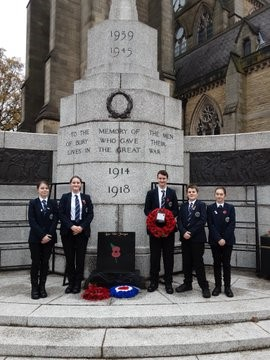 1939
1945
TO THE MEMORY OF THE MEN
OF BURY WHO GAVE THEIR
LIVES IN THE GREAT WAR
1914
1918